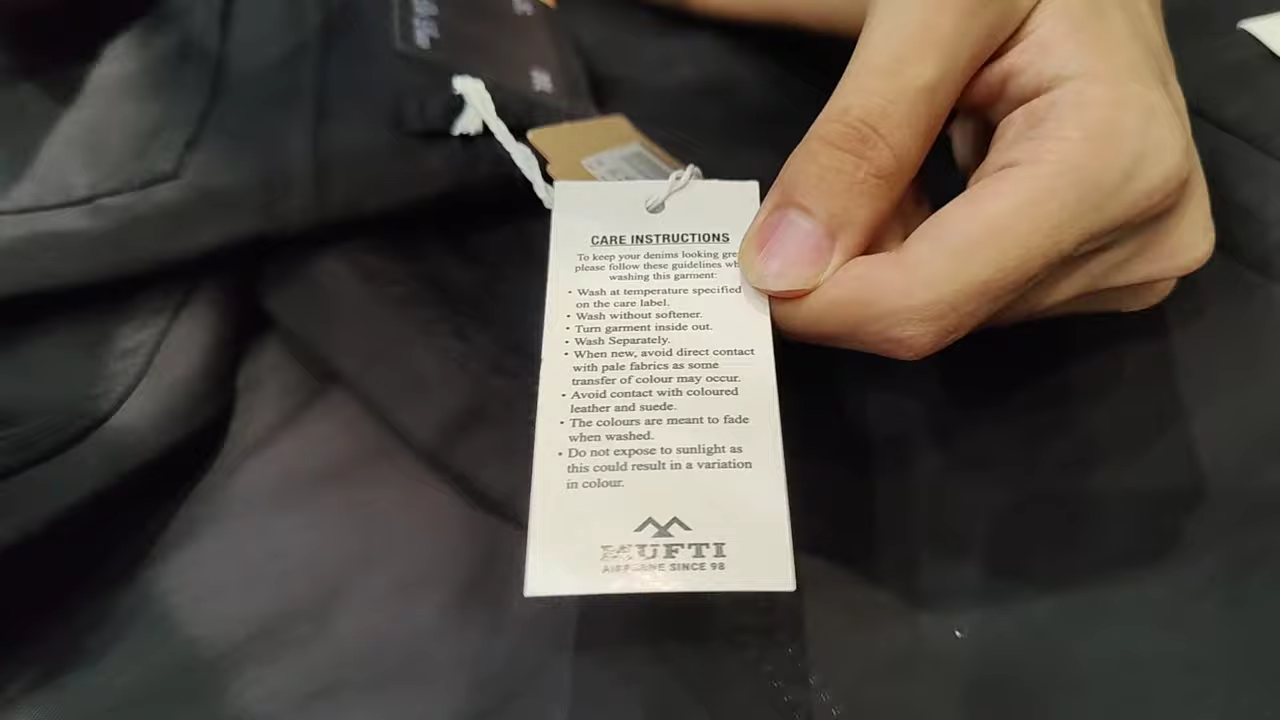 CARE INSTRUCTIONS
To keep your denims looking
please follow these guidelines
washing this garment:
• Wash at temperature specified
on the care label.
• Wash without softener.
• Turn garment inside out.
• Wash Separately.
• When new, avoid direct contact
with pale fabrics as some
transfer of colour may occur.
• Avoid contact with coloured
leather and suede.
• The colours are meant to fade
when washed.
• Do not expose to sunlight as
this could result in a variation
in colour.
MUFTI
SINCE 98